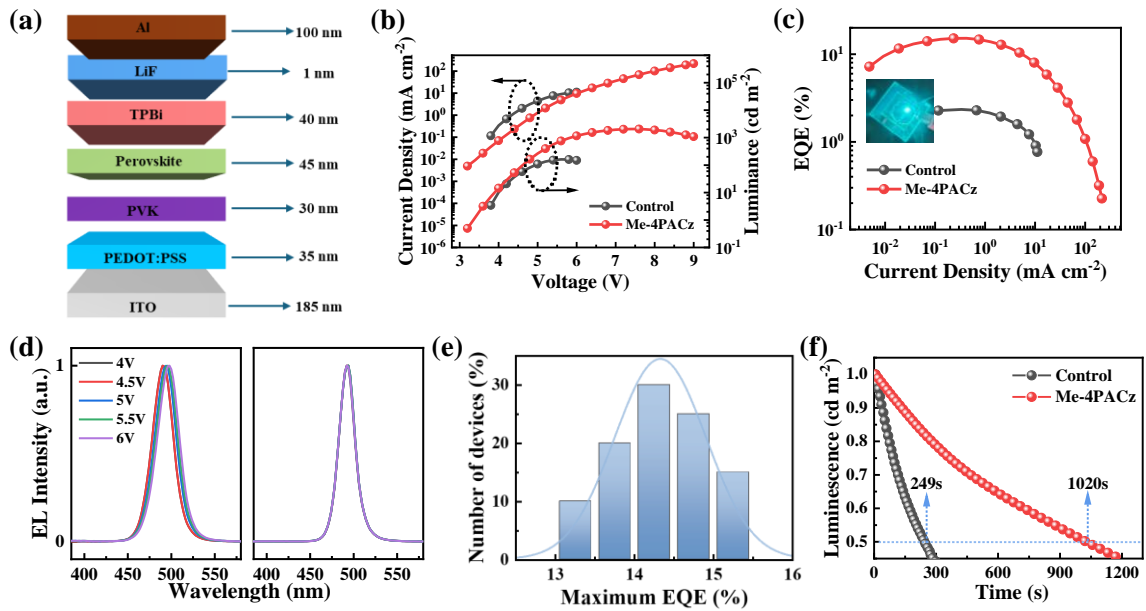 (a)
Al
100 nm
LiF
1 nm
TPBi
40 nm
Perovskite
45 nm
PVK
30 nm
PEDOT:PSS
35 nm
ITO
185 nm
(b)
Current Density (mA cm⁻²)
10²
10¹
10⁰
10⁻¹
10⁻²
10⁻³
10⁻⁴
10⁻⁵
10⁻⁶
3 4 5 6 7 8 9
Voltage (V)
Control
Me-4PACz
10⁵
10³
10¹
10⁻¹
Luminance (cd m⁻²)
(c)
EQE (%)
10¹
10⁰
10⁻¹
Control
Me-4PACz
10⁻² 10⁻¹ 10⁰ 10¹ 10²
Current Density (mA cm⁻²)
(d)
EL Intensity (a.u.)
1
0
4V
4.5V
5V
5.5V
6V
400 450 500 550 400 450 500 550
Wavelength (nm)
(e)
Number of devices (%)
30
20
10
0
13 14 15 16
Maximum EQE (%)
(f)
Luminescence (cd m⁻²)
1.0
0.9
0.8
0.7
0.6
0.5
Control
Me-4PACz
249s
1020s
0 300 600 900 1200
Time (s)